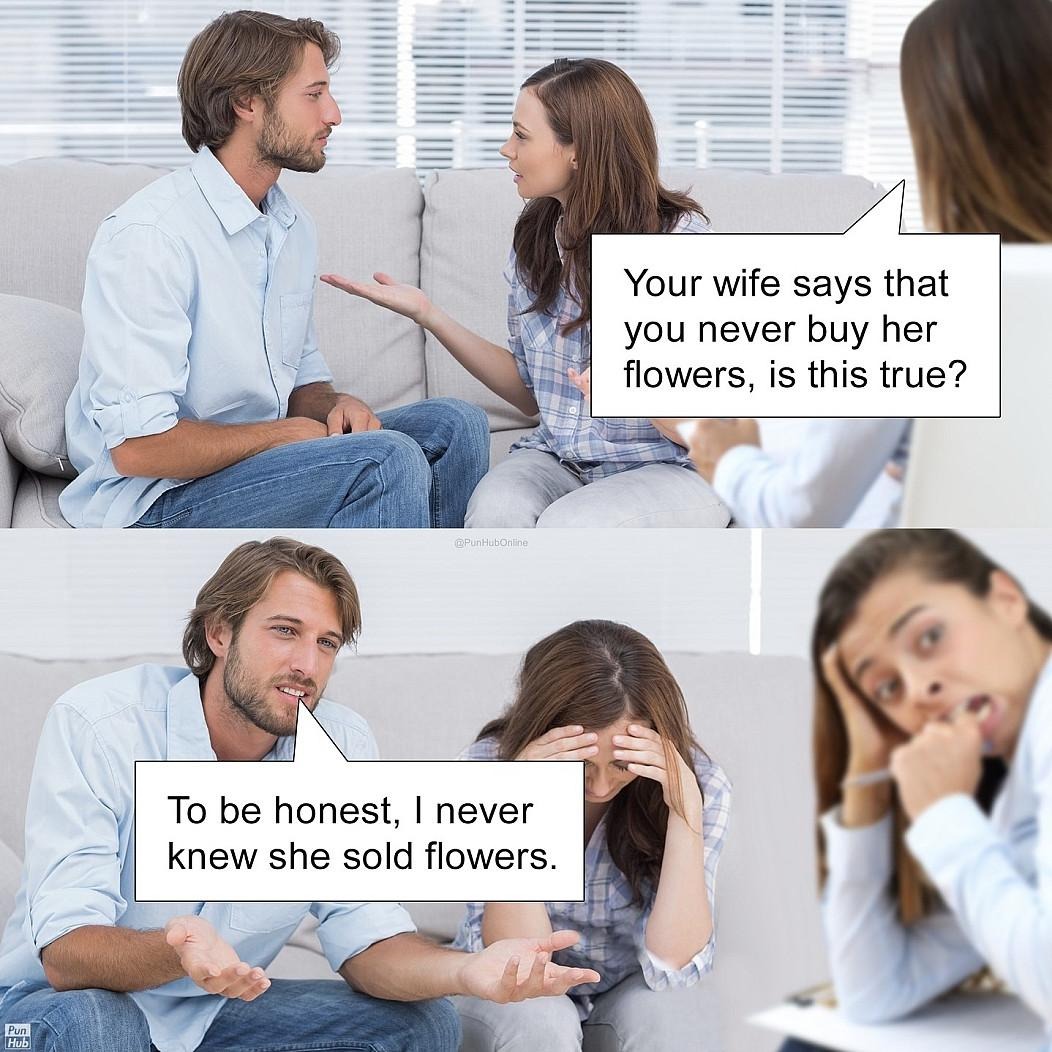 Your wife says that
you never buy her
flowers, is this true?
@PunHubOnline
To be honest, I never
knew she sold flowers.
Pun
Hub